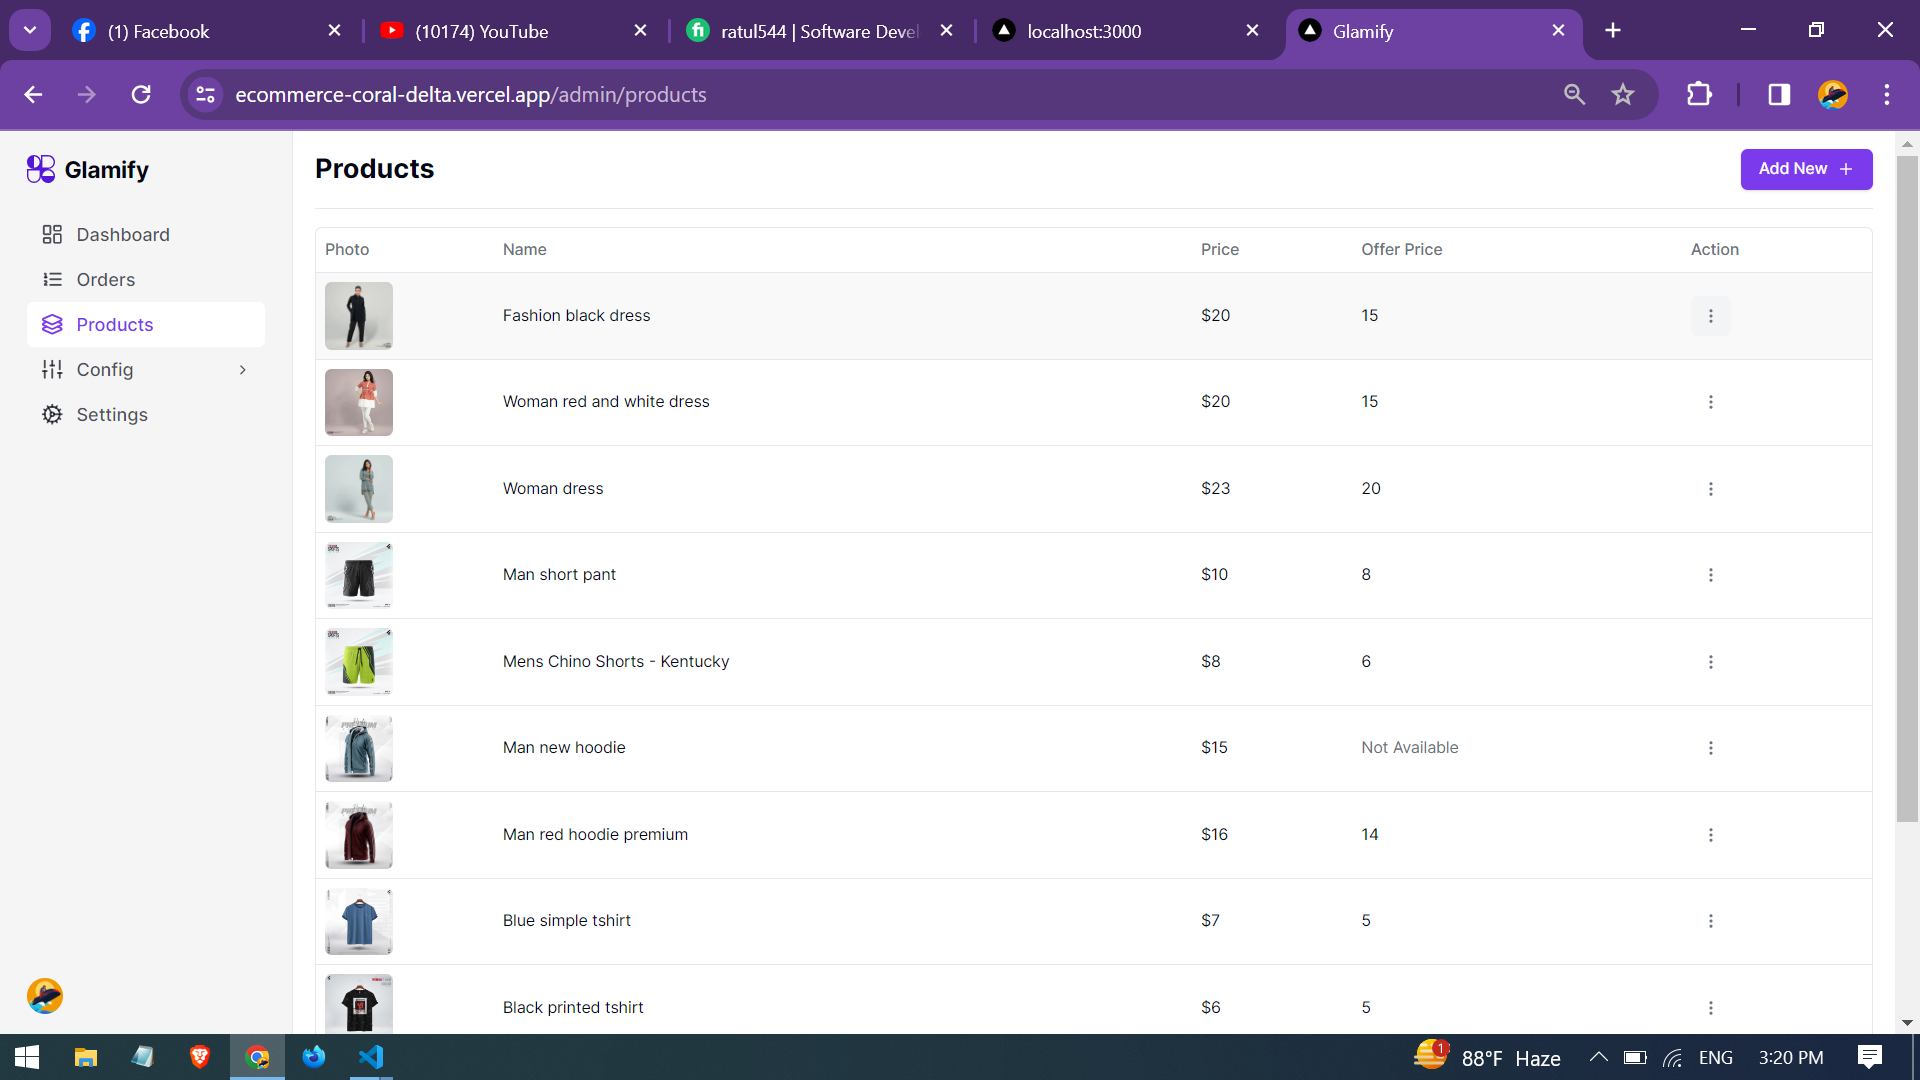 (1) Facebook
(10174) YouTube
ratul544 | Software Devel
localhost:3000
Glamify
ecommerce-coral-delta.vercel.app/admin/products
Glamify
Products
Add New
Dashboard
Orders
Products
Config
Settings
Photo Name Price Offer Price Action
Fashion black dress $20 15
Woman red and white dress $20 15
Woman dress $23 20
Man short pant $10 8
Mens Chino Shorts - Kentucky $8 6
PREMIUM
Man new hoodie $15 Not Available
PREMIUM
Man red hoodie premium $16 14
Blue simple tshirt $7 5
Black printed tshirt $6 5
1
88°F Haze
ENG
3:20 PM